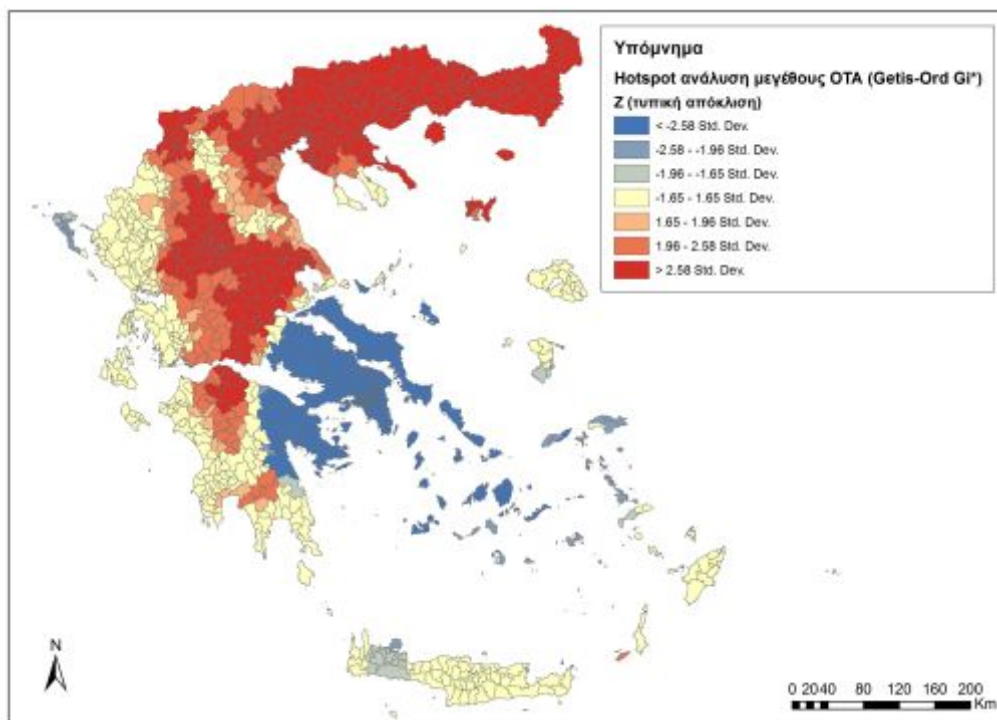 Υπόμνημα
Hotspot ανάλυση μεγέθους ΟΤΑ (Getis-Ord Gi*)
Z (τυπική απόκλιση)
< -2.58 Std. Dev.
-2.58 - -1.96 Std. Dev.
-1.96 - -1.65 Std. Dev.
-1.65 - 1.65 Std. Dev.
1.65 - 1.96 Std. Dev.
1.96 - 2.58 Std. Dev.
> 2.58 Std. Dev.
N
0 20 40 80 120 160 200
Km